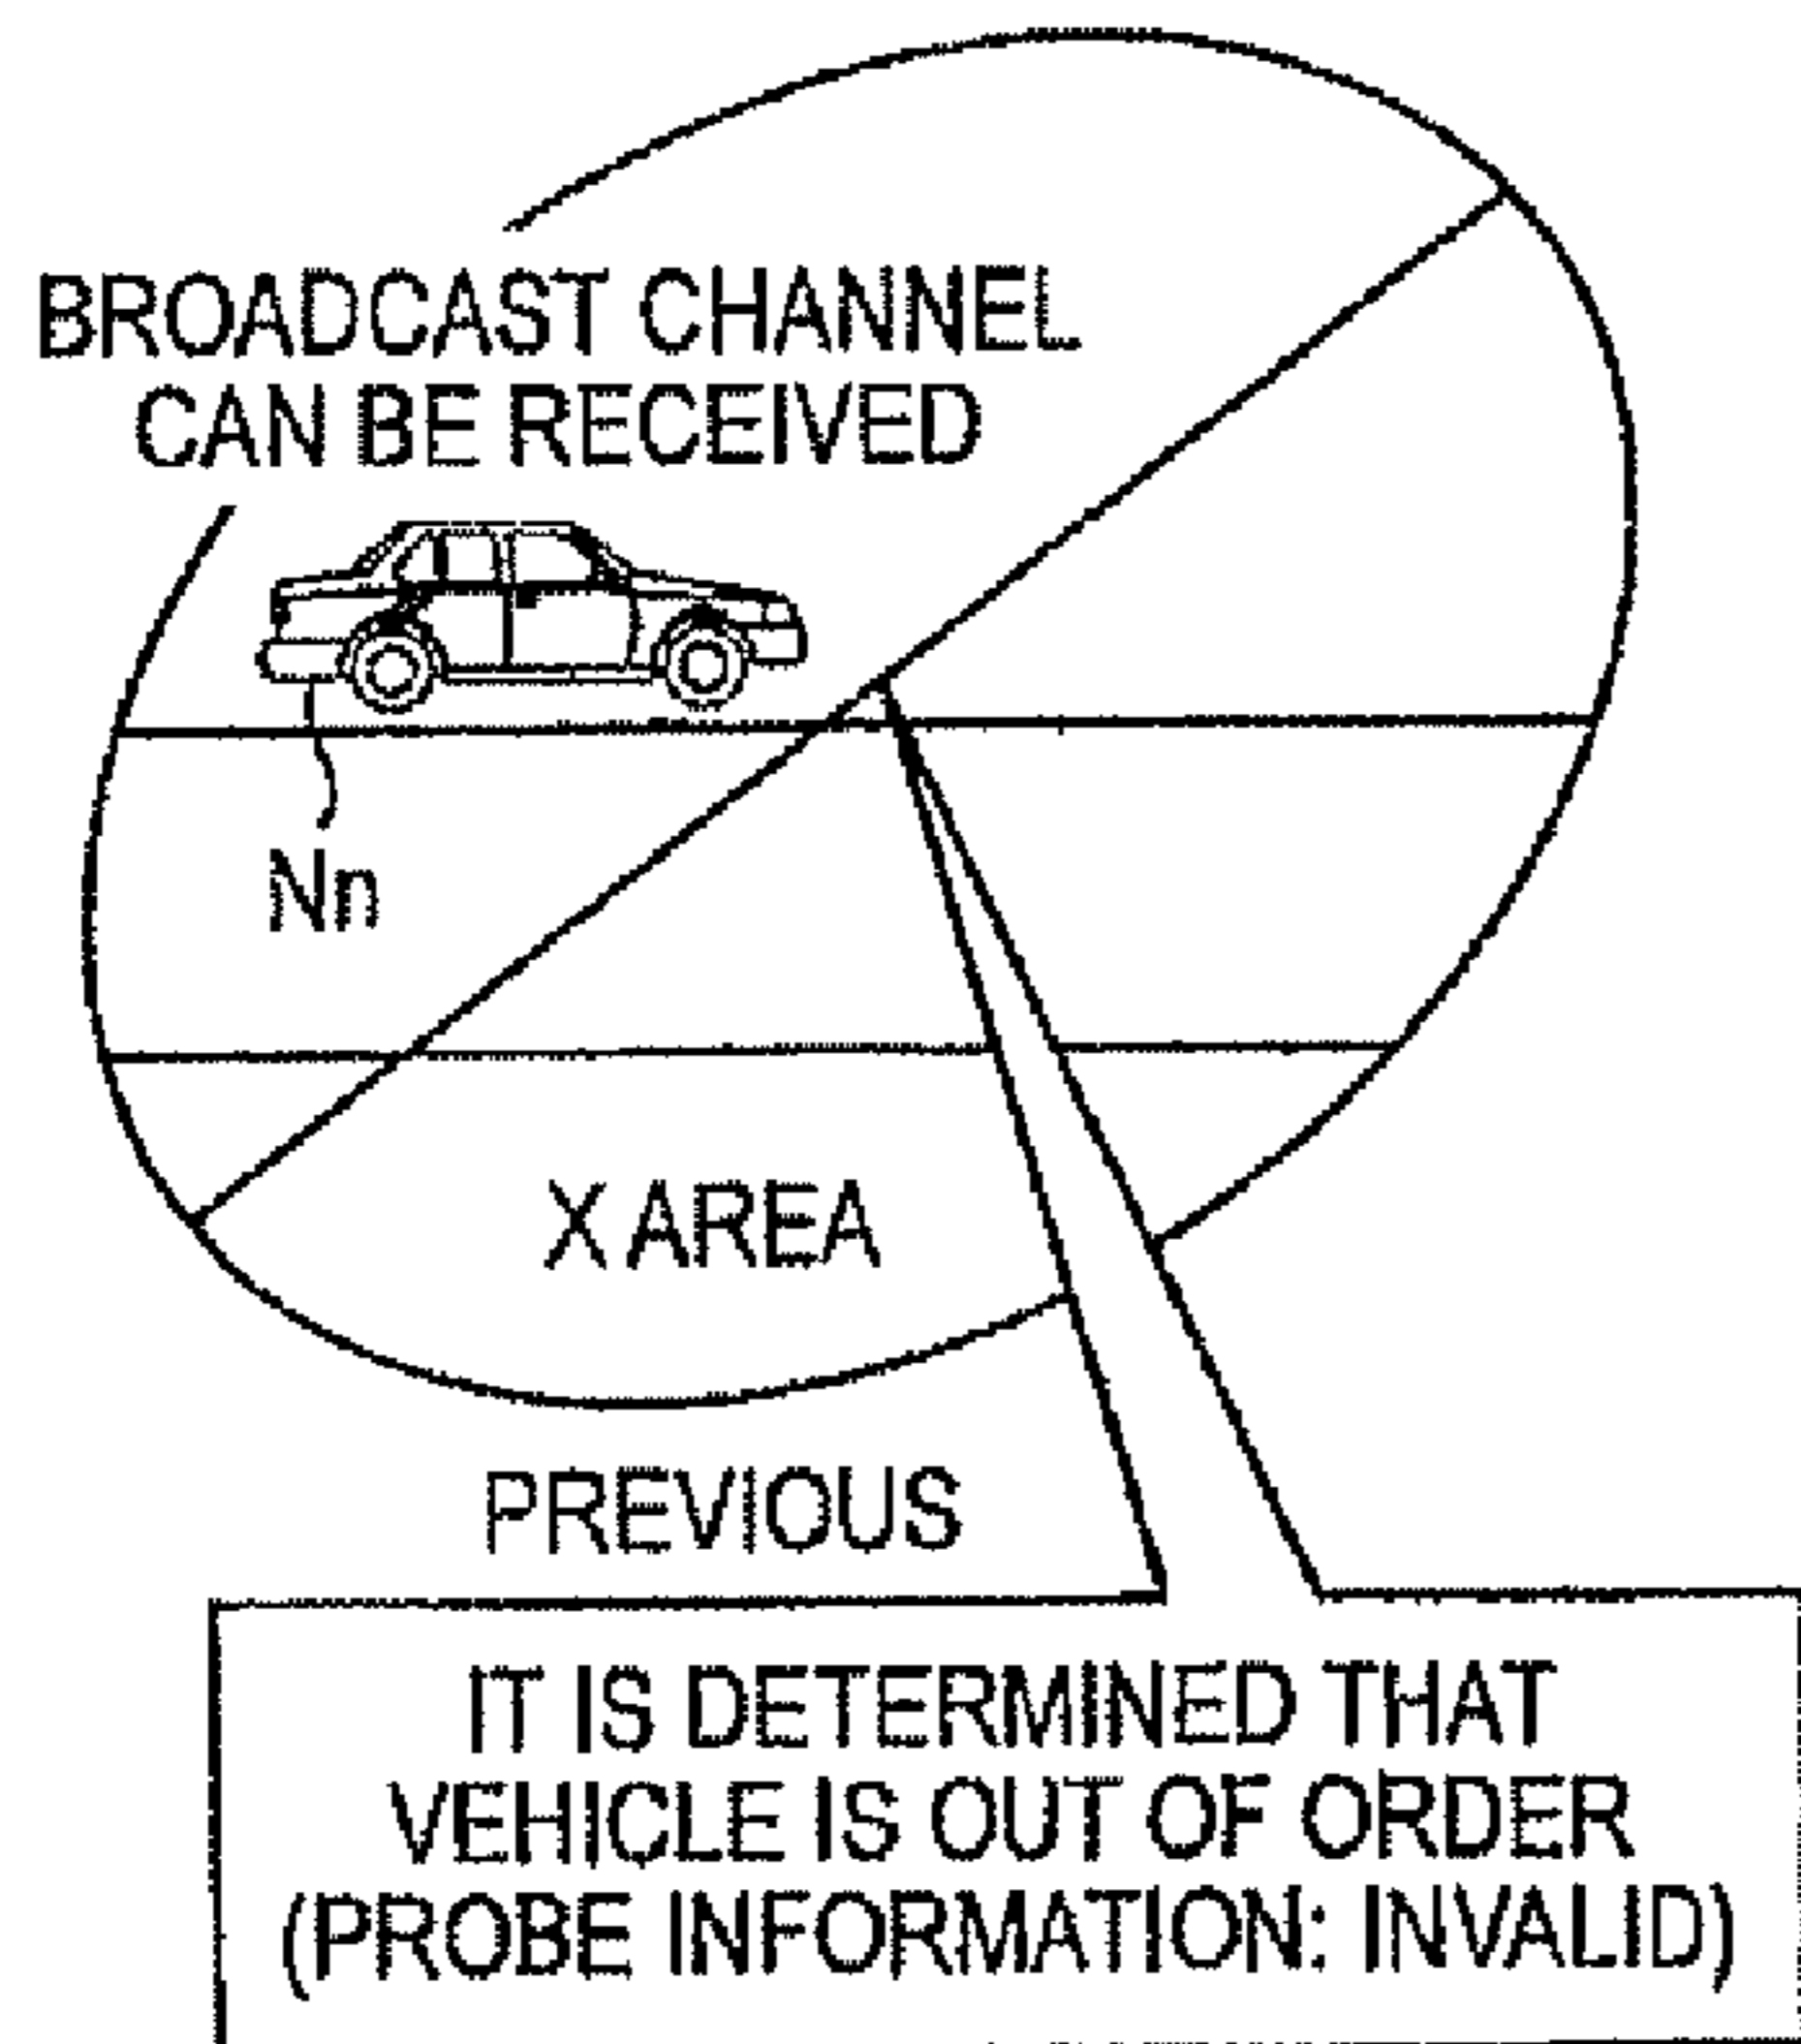 BROADCAST CHANNEL
CAN BE RECEIVED
Nn
X AREA
PREVIOUS
IT IS DETERMINED THAT
VEHICLE IS OUT OF ORDER
(PROBE INFORMATION: INVALID)